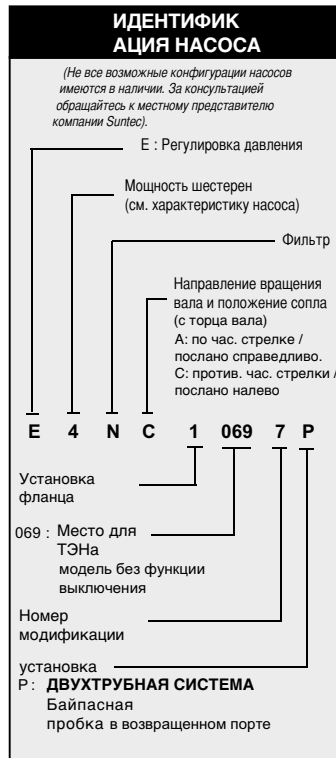 ИДЕНТИФИК
АЦИЯ НАСОСА
(Не все возможные конфигурации насосов
имеются в наличии. За консультацией
обращайтесь к местному представителю
компании Suntec).
E : Регулировка давления
Мощность шестерен
(см. характеристику насоса)
Фильтр
Направление вращения
вала и положение сопла
(с торца вала)
A: по час. стрелке /
послано справедливо.
C: против. час. стрелки /
послано налево
E 4 N C 1 069 7 P
Установка
фланца
069 : Место для
ТЭНа
модель без функции
выключения
Номер
модификации
установка
P : ДВУХТРУБНАЯ СИСТЕМА
Байпасная
пробка в возвращенном порте